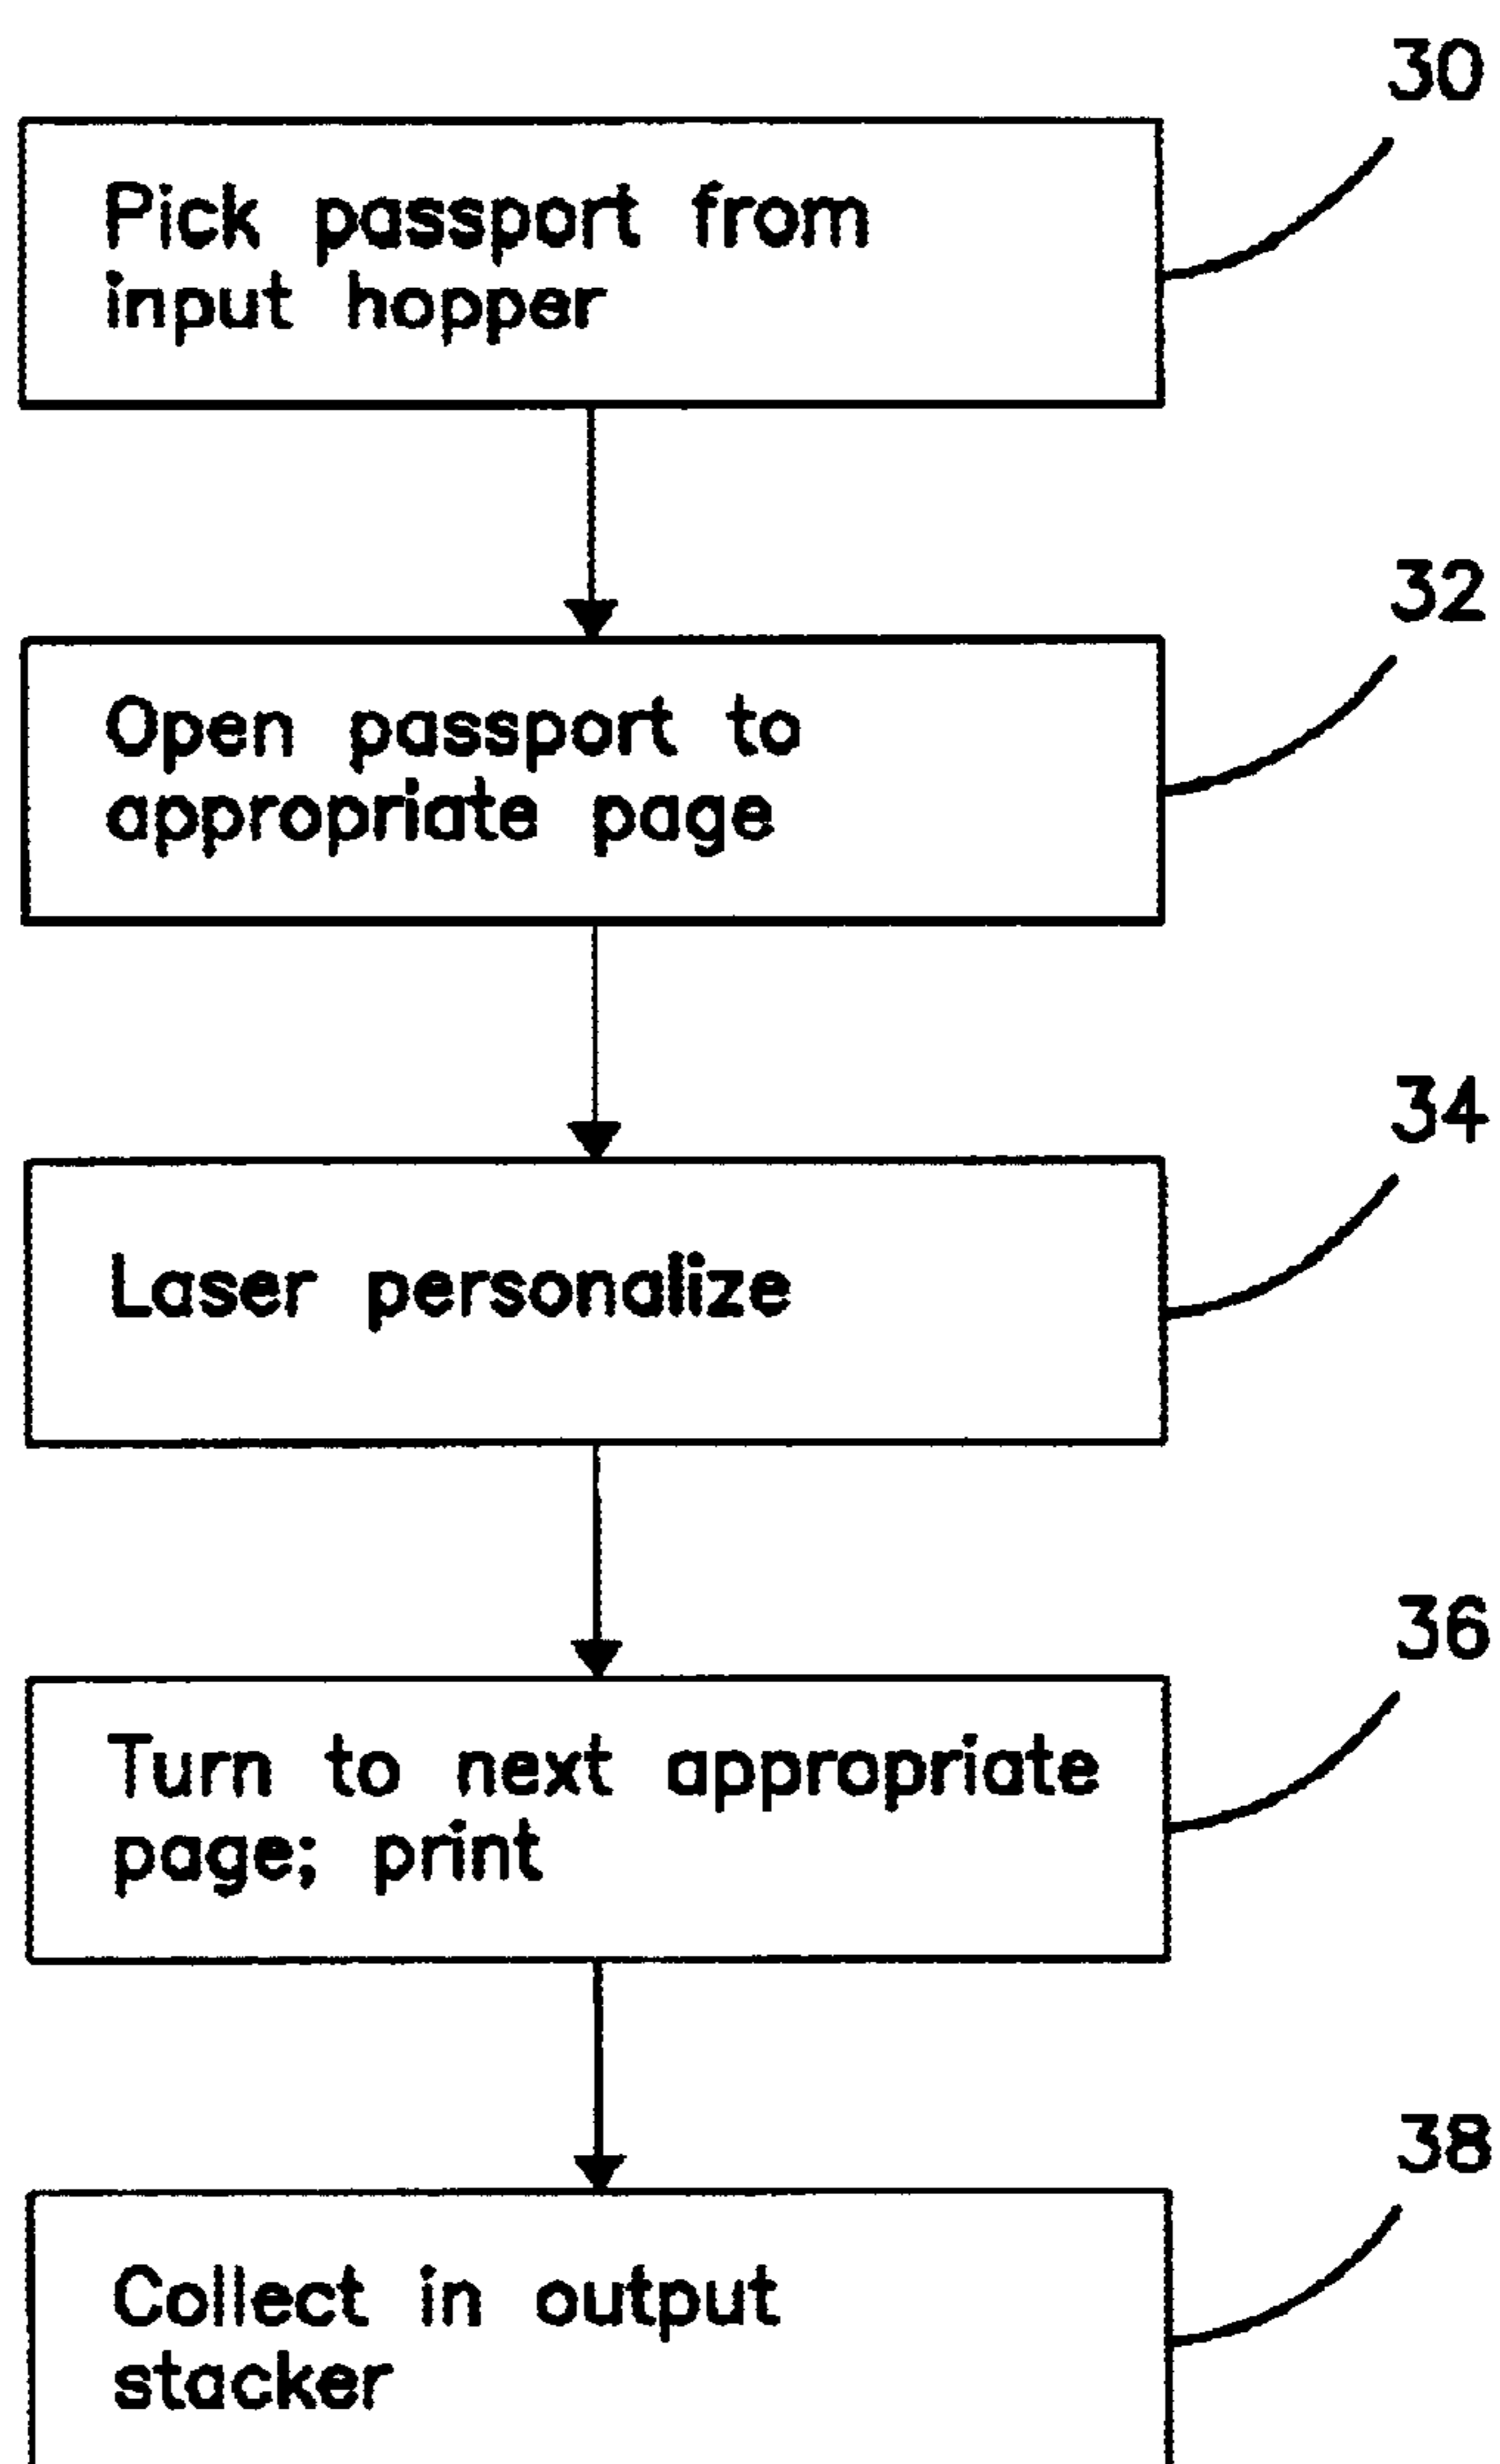 30
Pick passport from
input hopper
32
Open passport to
appropriate page
34
Laser personalize
36
Turn to next appropriate
page; print
38
Collect in output
stacker